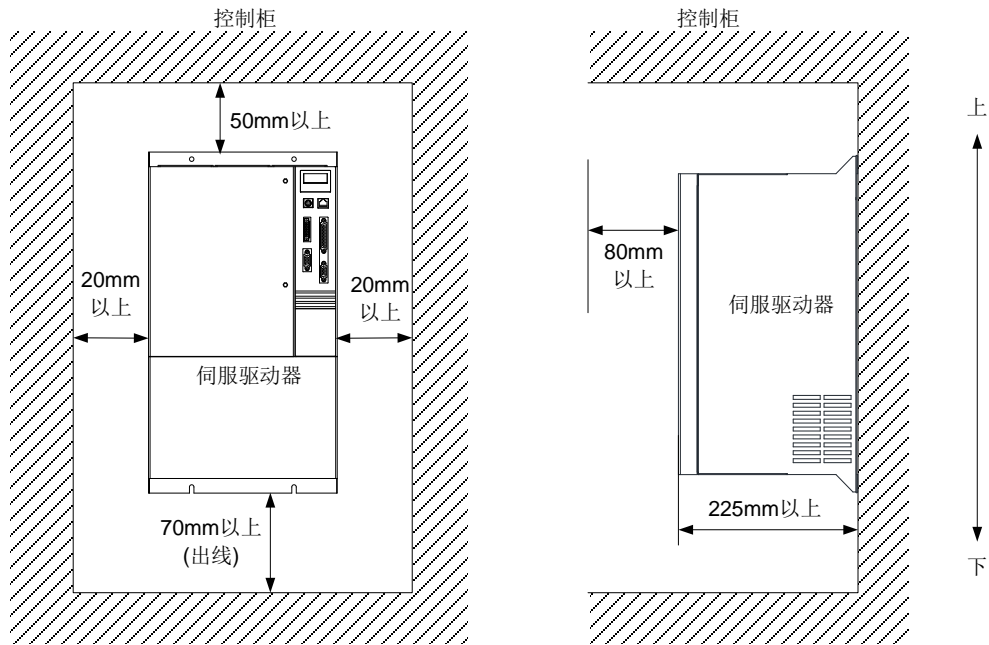 控制柜
50mm以上
20mm
以上
20mm
以上
伺服驱动器
70mm以上
(出线)
控制柜
80mm
以上
伺服驱动器
225mm以上
上
下